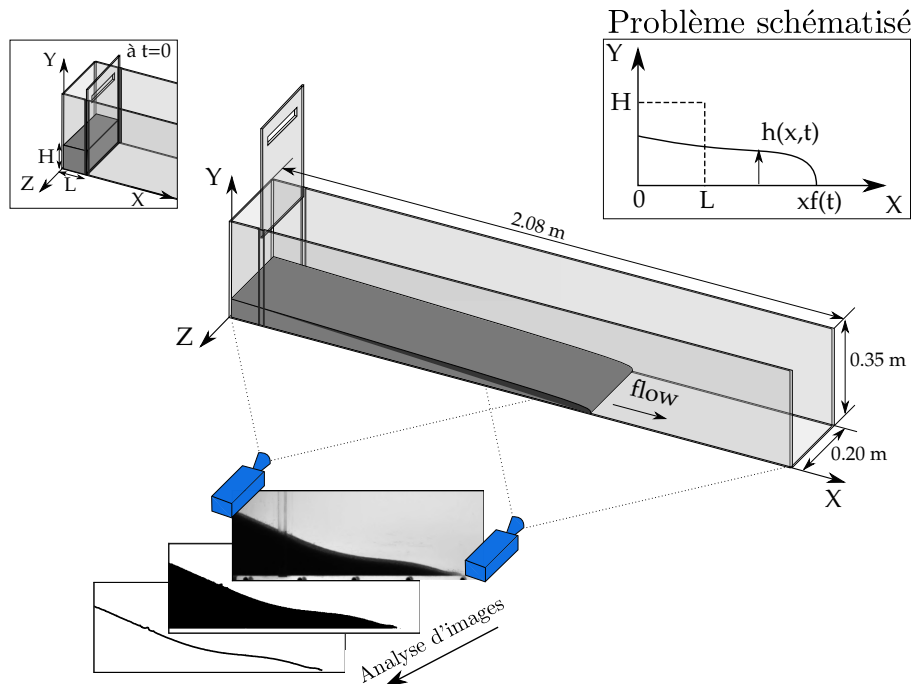 Problème schématisé
à t=0
Y
H
Z
L
X
Y
H
h(x,t)
0
L
xf(t)
X
Y
2.08 m
Z
0.35 m
flow
0.20 m
X
Analyse d'images